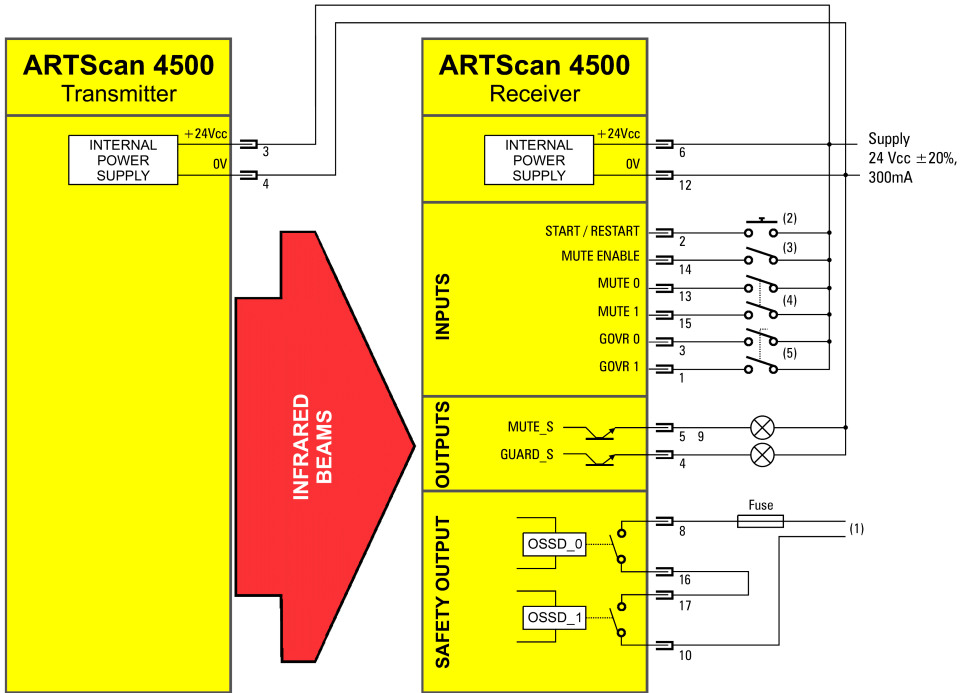 ARTScan 4500
Transmitter
+24Vcc
INTERNAL
POWER
SUPPLY
0V
3
4
INFRARED
BEAMS
ARTScan 4500
Receiver
+24Vcc
INTERNAL
POWER
SUPPLY
0V
6
12
Supply
24 Vcc ±20%,
300mA
INPUTS
START / RESTART
2
(2)
MUTE ENABLE
14
(3)
MUTE 0
13
(4)
MUTE 1
15
GOVR 0
3
(5)
GOVR 1
1
OUTPUTS
MUTE_S
5 9
GUARD_S
4
SAFETY OUTPUT
Fuse
8
(1)
OSSD_0
16
17
OSSD_1
10